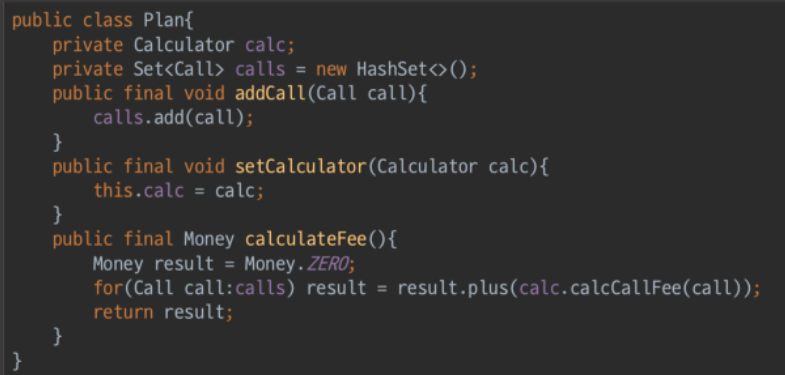 public class Plan{
    private Calculator calc;
    private Set<Call> calls = new HashSet<>();
    public final void addCall(Call call){
        calls.add(call);
    }
    public final void setCalculator(Calculator calc){
        this.calc = calc;
    }
    public final Money calculateFee(){
        Money result = Money.ZERO;
        for(Call call:calls) result = result.plus(calc.calcCallFee(call));
        return result;
    }
}